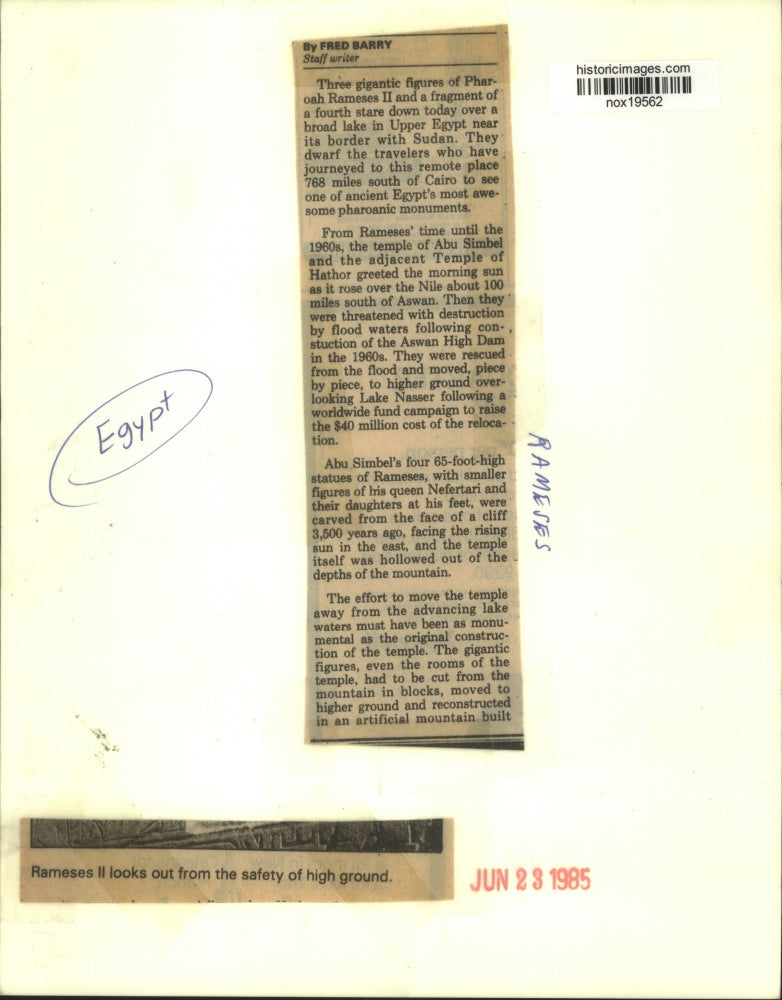 By FRED BARRY
Staff writer
Three gigantic figures of Phar-
oah Rameses II and a fragment of
a fourth stare down today over a
broad lake in Upper Egypt near
its border with Sudan. They
dwarf the travelers who have
journeyed to this remote place
768 miles south of Cairo to see
one of ancient Egypt's most awe-
some pharoanic monuments.
From Rameses' time until the
1960s, the temple of Abu Simbel
and the adjacent Temple of
Hathor greeted the morning sun
as it rose over the Nile about 100
miles south of Aswan. Then they
were threatened with destruction
by flood waters following con-
stuction of the Aswan High Dam
in the 1960s. They were rescued
from the flood and moved, piece
by piece, to higher ground over-
looking Lake Nasser following a
worldwide fund campaign to raise
the $40 million cost of the reloca-
tion.
Abu Simbel's four 65-foot-high
statues of Rameses, with smaller
figures of his queen Nefertari and
their daughters at his feet, were
carved from the face of a cliff
3,500 years ago, facing the rising
sun in the east, and the temple
itself was hollowed out of the
depths of the mountain.
The effort to move the temple
away from the advancing lake
waters must have been as monu-
mental as the original construc-
tion of the temple. The gigantic
figures, even the rooms of the
temple, had to be cut from the
mountain in blocks, moved to
higher ground and reconstructed
in an artificial mountain built
historicimages.com
nox19562
Egypt
RAMESES
Rameses II looks out from the safety of high ground.
JUN 23 1985